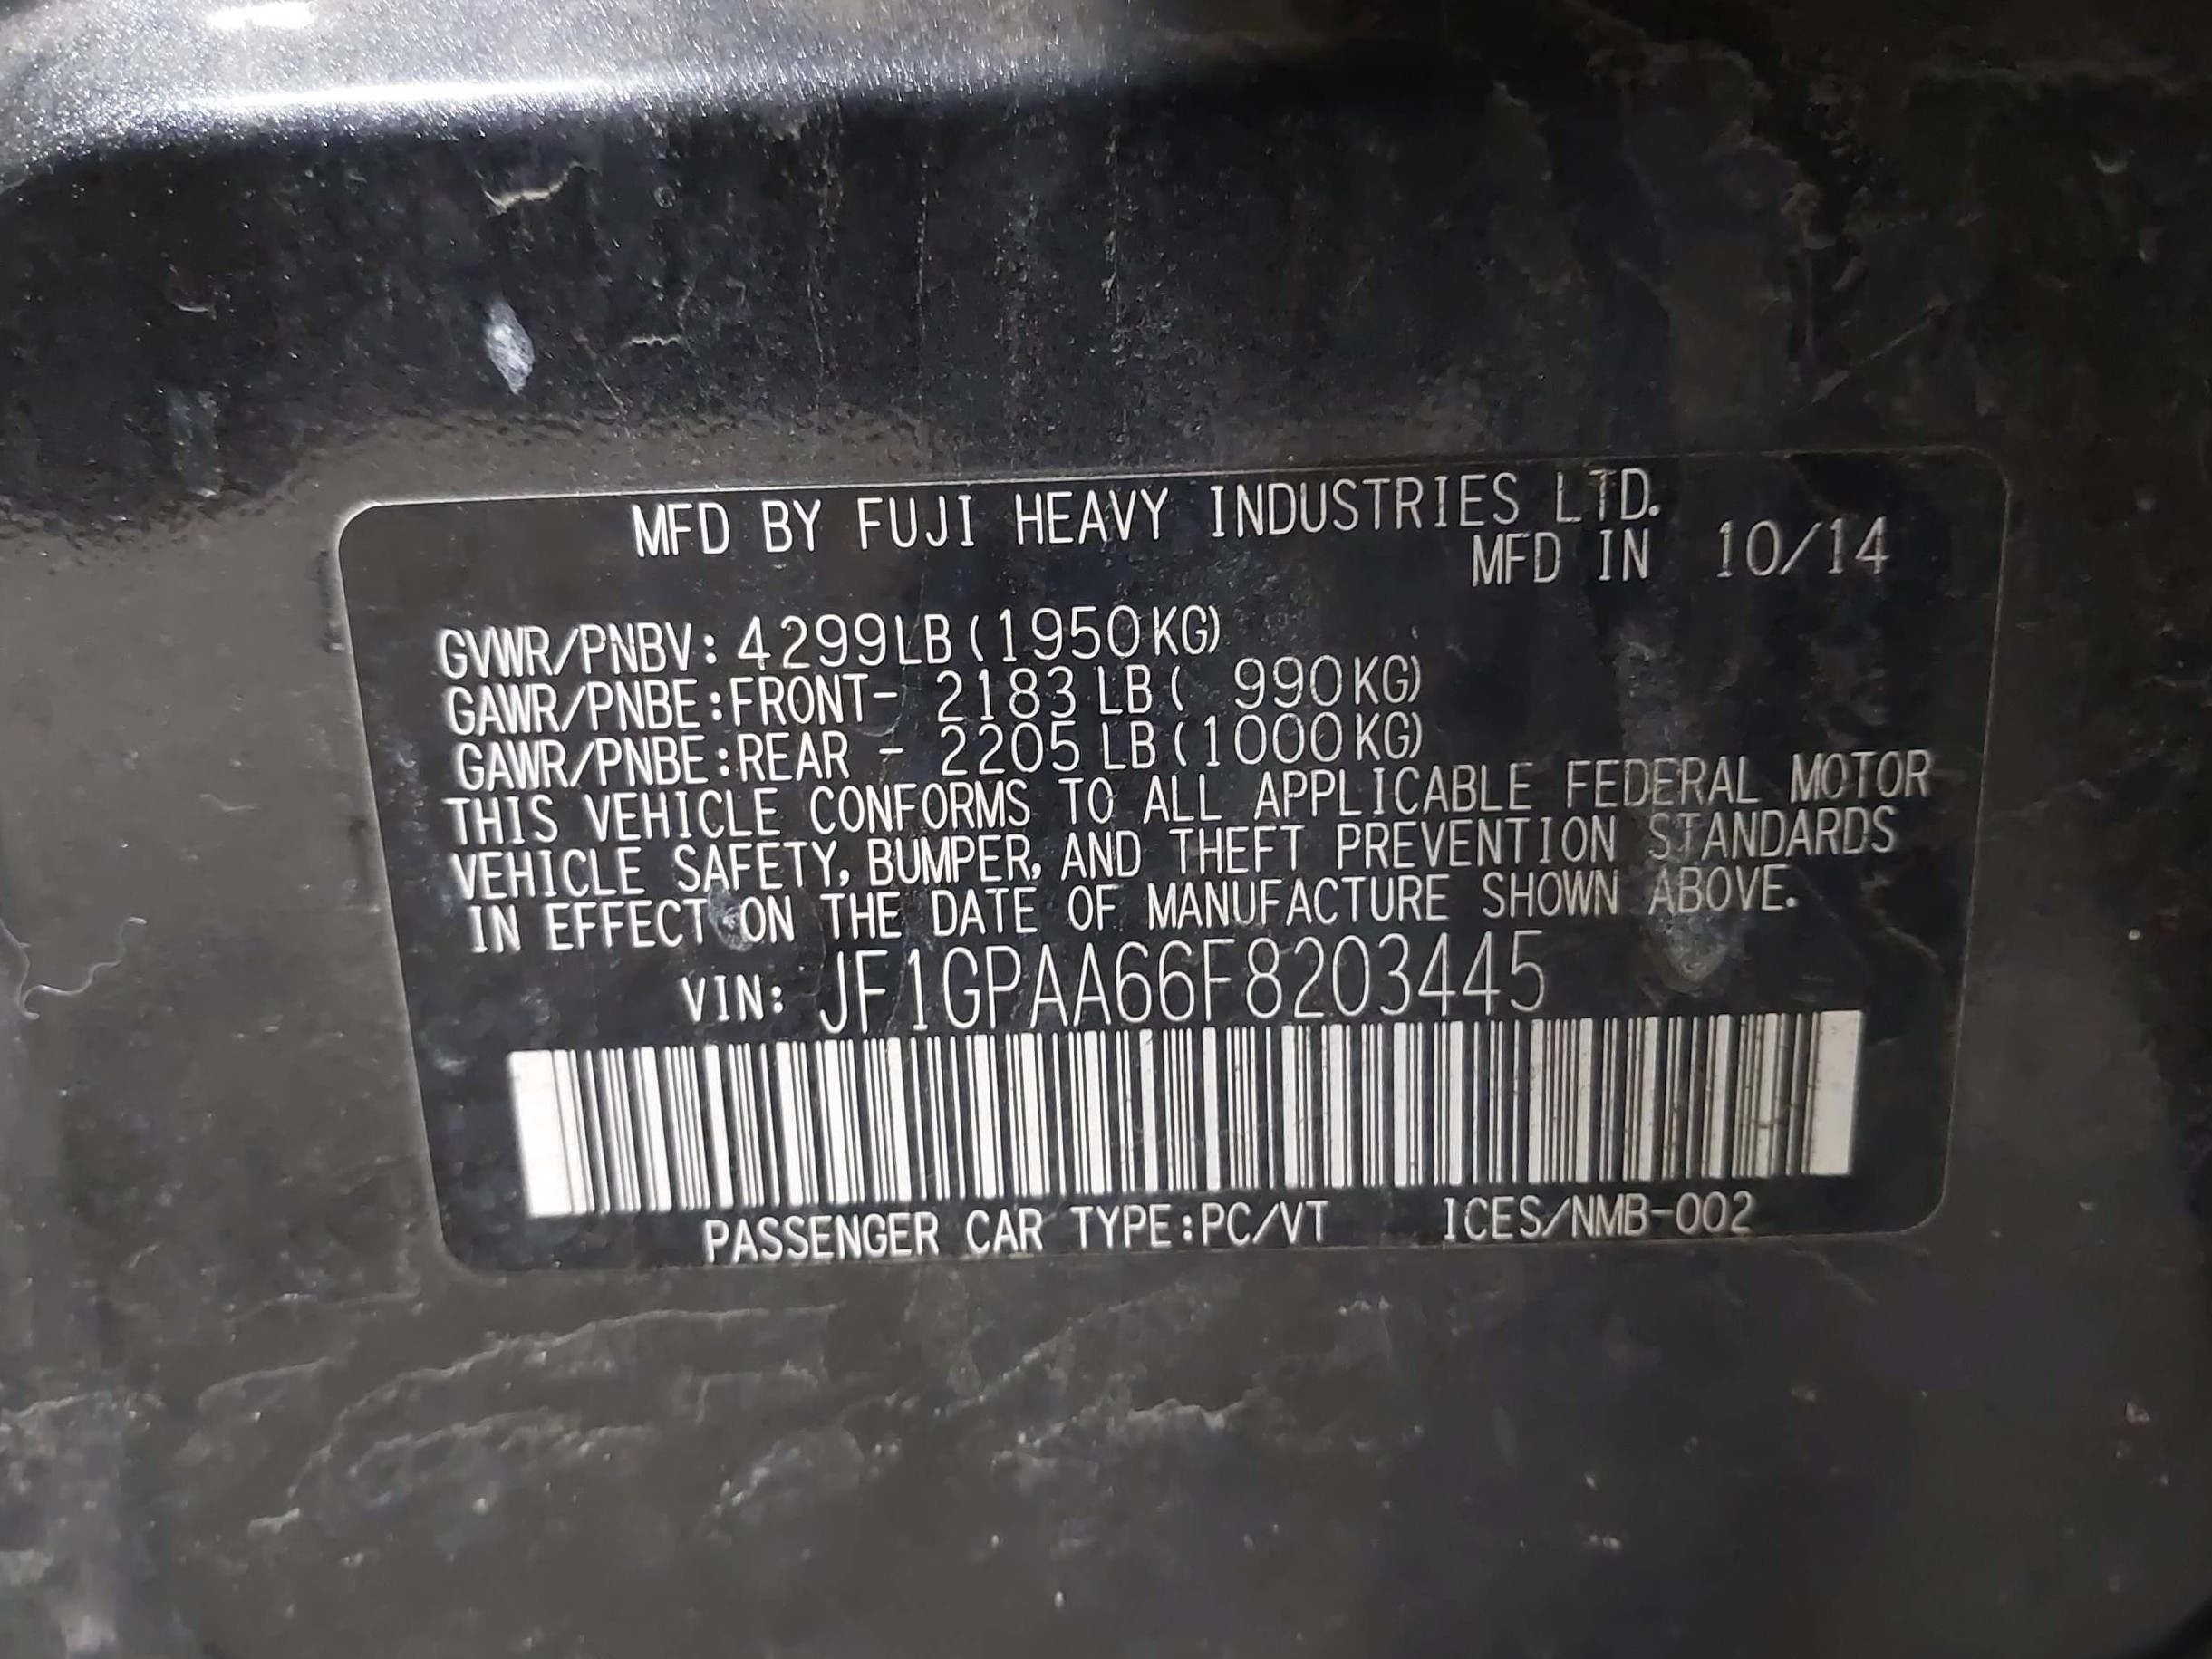 MFD BY FUJI HEAVY INDUSTRIES LTD.
MFD IN 10/14
GVWR/PNBV: 4299LB (1950KG)
GAWR/PNBE:FRONT- 2183 LB ( 990KG)
GAWR/PNBE:REAR - 2205 LB (1000KG)
THIS VEHICLE CONFORMS TO ALL APPLICABLE FEDERAL MOTOR
VEHICLE SAFETY, BUMPER, AND THEFT PREVENTION STANDARDS
IN EFFECT ON THE DATE OF MANUFACTURE SHOWN ABOVE.
VIN: JF1GPAA66F8203445
PASSENGER CAR TYPE:PC/VT ICES/NMB-002